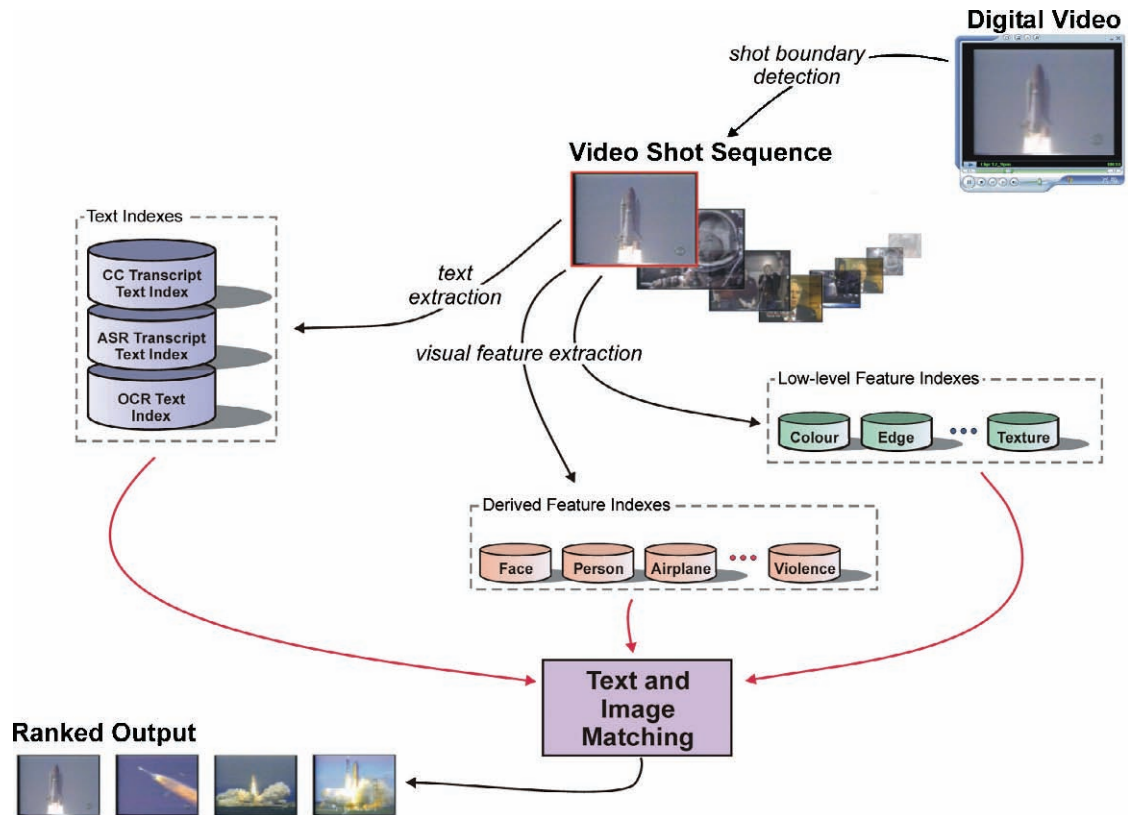 Digital Video
shot boundary
detection
Video Shot Sequence
Text Indexes
CC Transcript
Text Index
ASR Transcript
Text Index
OCR Text
Index
text
extraction
visual feature extraction
Low-level Feature Indexes
Colour
Edge
Texture
Derived Feature Indexes
Face
Person
Airplane
Violence
Text and
Image
Matching
Ranked Output